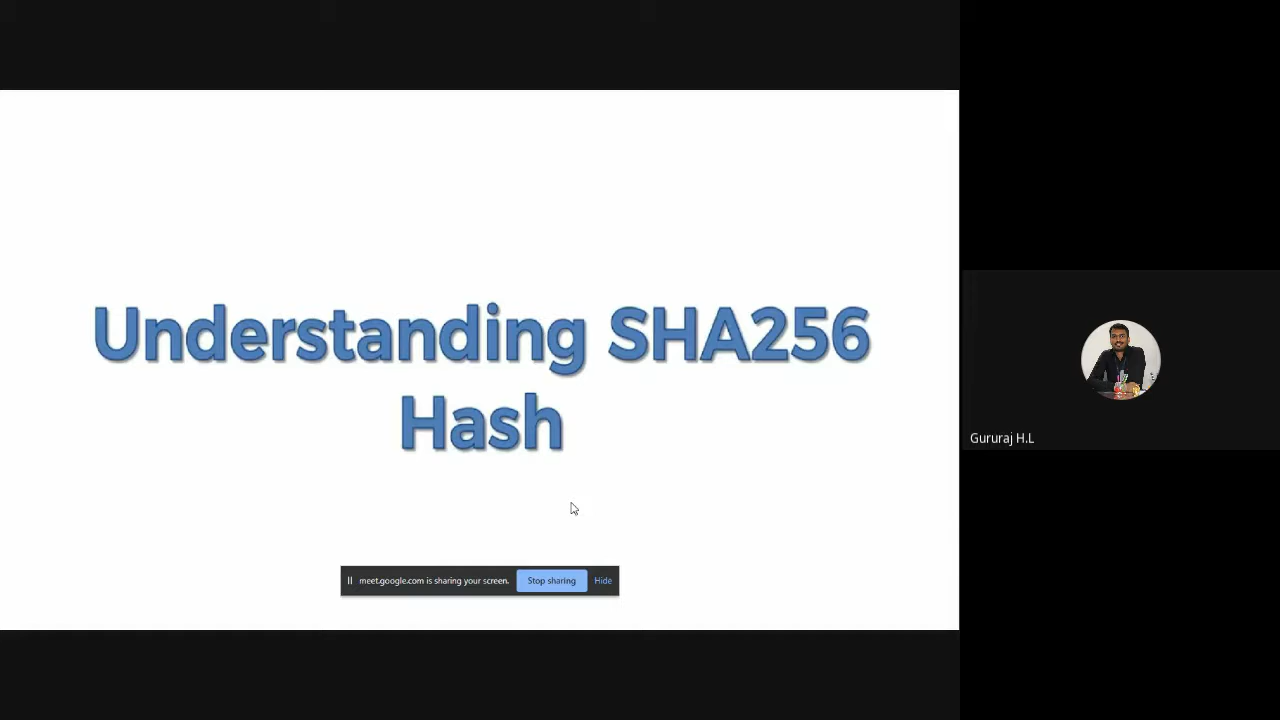 Understanding SHA256
Hash
meet.google.com is sharing your screen. Stop sharing Hide
Gururaj H.L